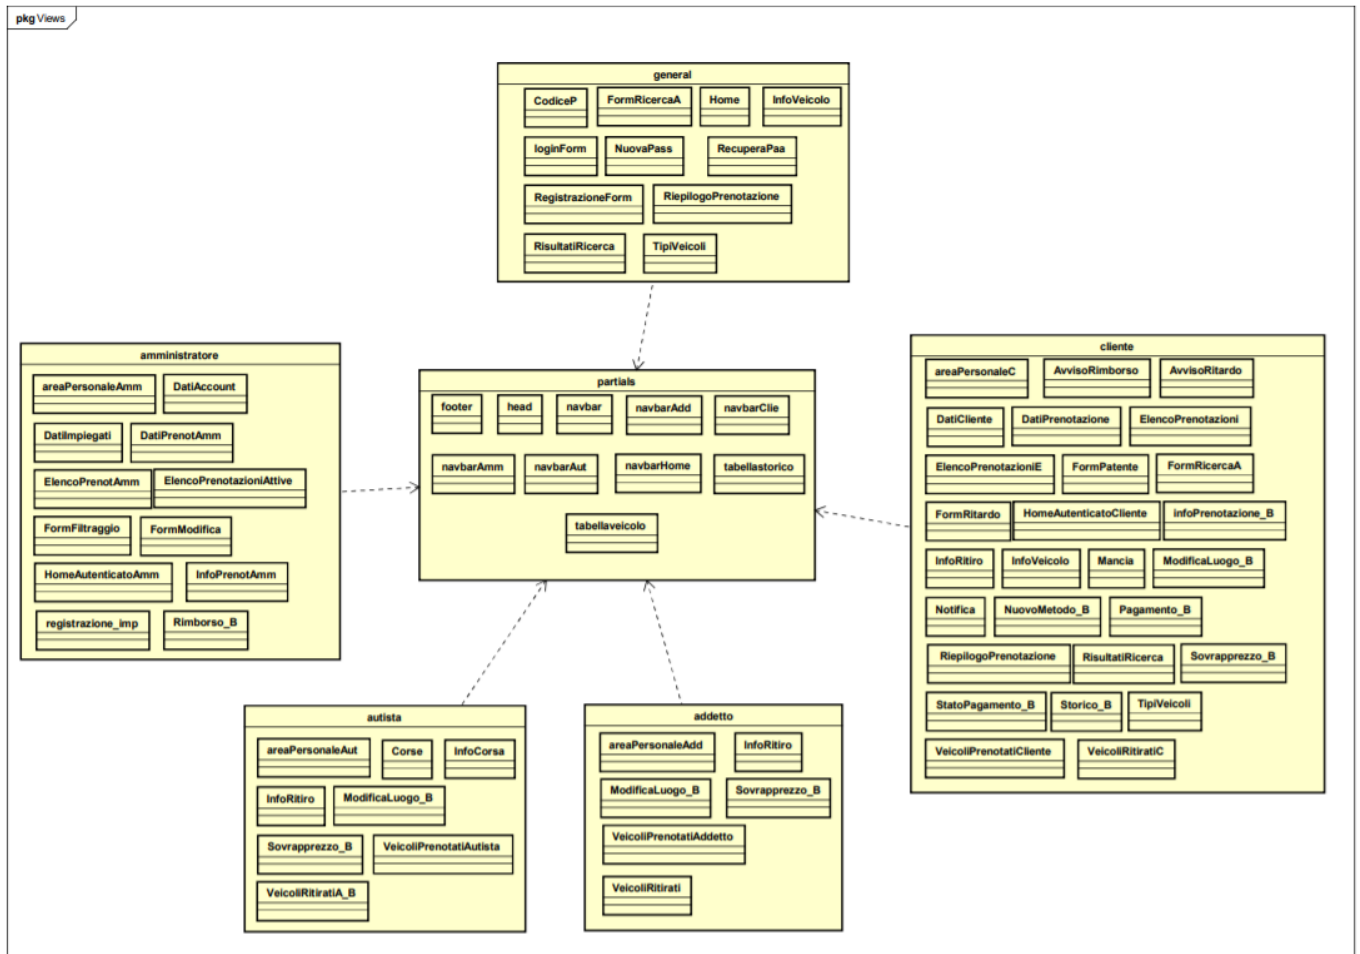 pkg Views
general
CodiceP FormRicercaA Home InfoVeicolo
loginForm NuovaPass RecuperaPaa
RegistrazioneForm RiepilogoPrenotazione
RisultatiRicerca TipiVeicoli
amministratore
areaPersonaleAmm DatiAccount
DatiImpiegati DatiPrenotAmm
ElencoPrenotAmm ElencoPrenotazioniAttive
FormFiltraggio FormModifica
HomeAutenticatoAmm InfoPrenotAmm
registrazione_imp Rimborso_B
partials
footer head navbar navbarAdd navbarClie
navbarAmm navbarAut navbarHome tabellastorico
tabellaveicolo
cliente
areaPersonaleC AvvisoRimborso AvvisoRitardo
DatiCliente DatiPrenotazione ElencoPrenotazioni
ElencoPrenotazioniE FormPatente FormRicercaA
FormRitardo HomeAutenticatoCliente infoPrenotazione_B
InfoRitiro InfoVeicolo Mancia ModificaLuogo_B
Notifica NuovoMetodo_B Pagamento_B
RiepilogoPrenotazione RisultatiRicerca Sovrapprezzo_B
StatoPagamento_B Storico_B TipiVeicoli
VeicoliPrenotatiCliente VeicoliRitiratiC
autista
areaPersonaleAut Corse InfoCorsa
InfoRitiro ModificaLuogo_B
Sovrapprezzo_B VeicoliPrenotatiAutista
VeicoliRitiratiA_B
addetto
areaPersonaleAdd InfoRitiro
ModificaLuogo_B Sovrapprezzo_B
VeicoliPrenotatiAddetto
VeicoliRitirati